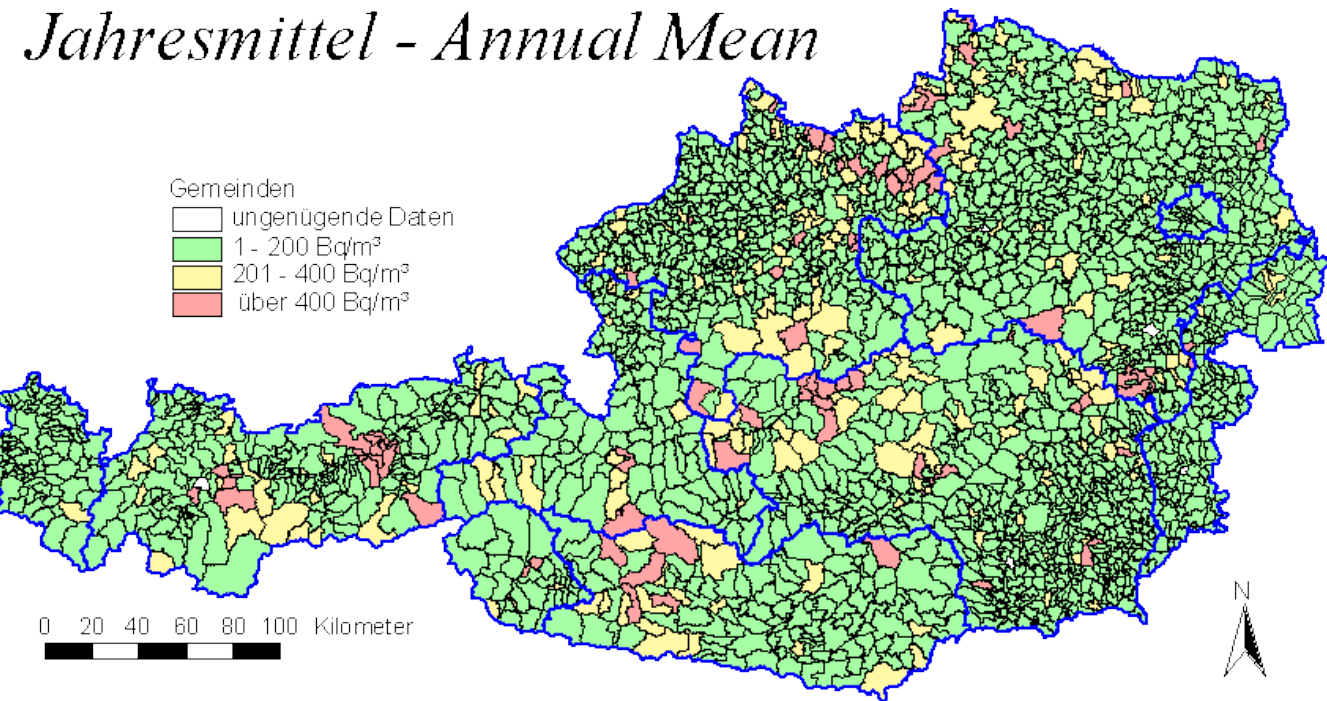 Jahresmittel - Annual Mean
Gemeinden
ungenügende Daten
1 - 200 Bq/m³
201 - 400 Bq/m³
über 400 Bq/m³
0 20 40 60 80 100 Kilometer
N